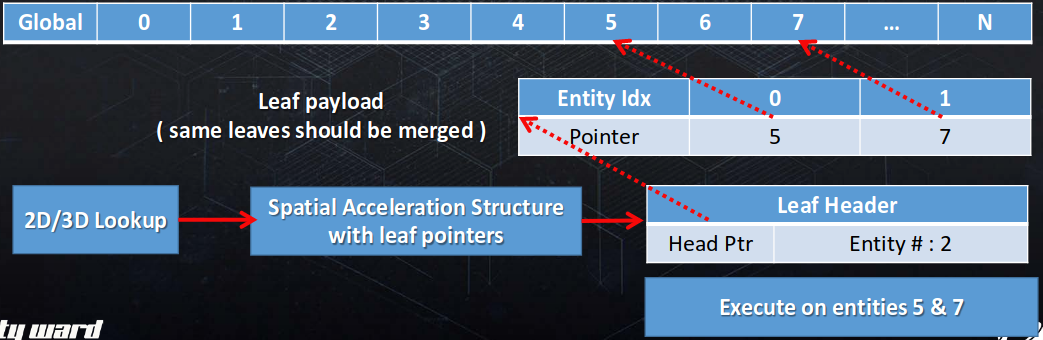 Global 0 1 2 3 4 5 6 7 ... N
Leaf payload
( same leaves should be merged )
Entity Idx 0 1
Pointer 5 7
2D/3D Lookup
Spatial Acceleration Structure
with leaf pointers
Leaf Header
Head Ptr Entity # : 2
Execute on entities 5 & 7
ty ward